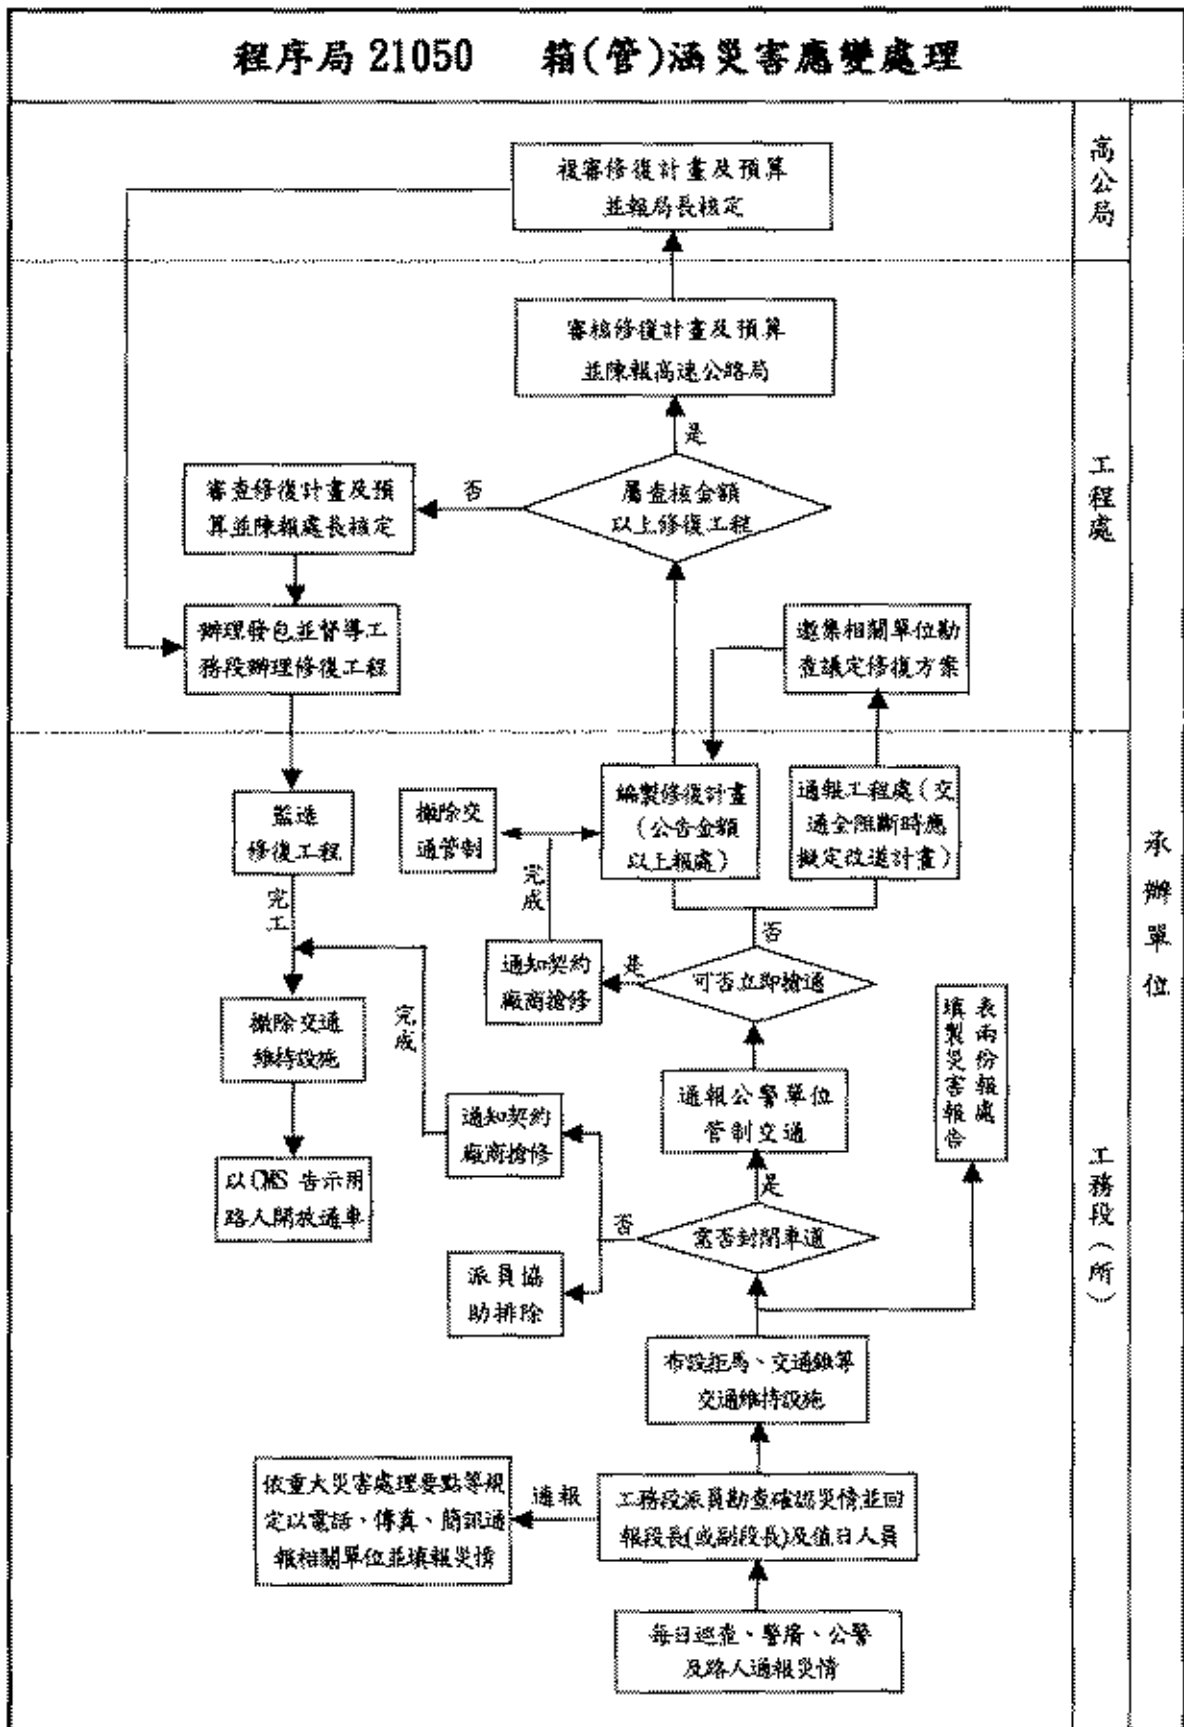 程序局 21050 箱(管)涵災害應變處理
高公局
複審修復計畫及預算
並報局長核定
工程處
審核修復計畫及預算
並陳報高速公路局
是
屬查核金額
以上修復工程
否
審查修復計畫及預
算並陳報處長核定
辦理發包並督導工
務段辦理修復工程
邀集相關單位勘
查議定修復方案
承辦單位
工務段(所)
監造
修復工程
完工
撤除交
通管制
編製修復計畫
(公告金額
以上報處)
通報工程處(交
通全阻斷時應
擬定改道計畫)
完成
否
通知契約
廠商搶修
是
可否立即搶通
撤除交通
維持設施
完成
填製災害報告
表兩份報處
通報公警單位
管制交通
通知契約
廠商搶修
是
以CMS 告示用
路人開放通車
否
需否封閉車道
派員協
助排除
布設拒馬、交通錐等
交通維持設施
依重大災害處理要點等規
定以電話、傳真、簡訊通
報相關單位並填報災情
通報
工務段派員勘查確認災情並回
報段長(或副段長)及值日人員
每日巡查、警廣、公警
及路人通報災情